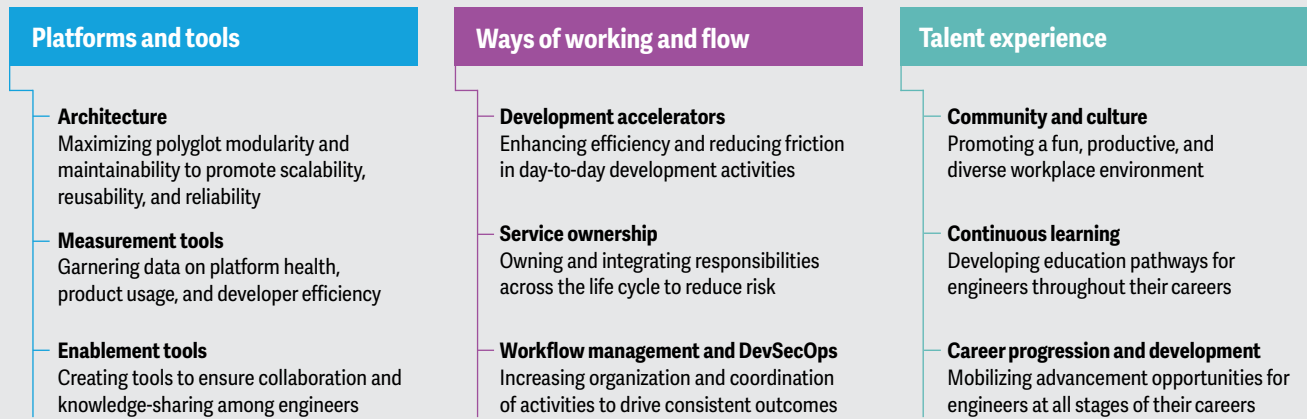 Platforms and tools
Architecture
Maximizing polyglot modularity and
maintainability to promote scalability,
reusability, and reliability
Measurement tools
Garnering data on platform health,
product usage, and developer efficiency
Enablement tools
Creating tools to ensure collaboration and
knowledge-sharing among engineers
Ways of working and flow
Development accelerators
Enhancing efficiency and reducing friction
in day-to-day development activities
Service ownership
Owning and integrating responsibilities
across the life cycle to reduce risk
Workflow management and DevSecOps
Increasing organization and coordination
of activities to drive consistent outcomes
Talent experience
Community and culture
Promoting a fun, productive, and
diverse workplace environment
Continuous learning
Developing education pathways for
engineers throughout their careers
Career progression and development
Mobilizing advancement opportunities for
engineers at all stages of their careers